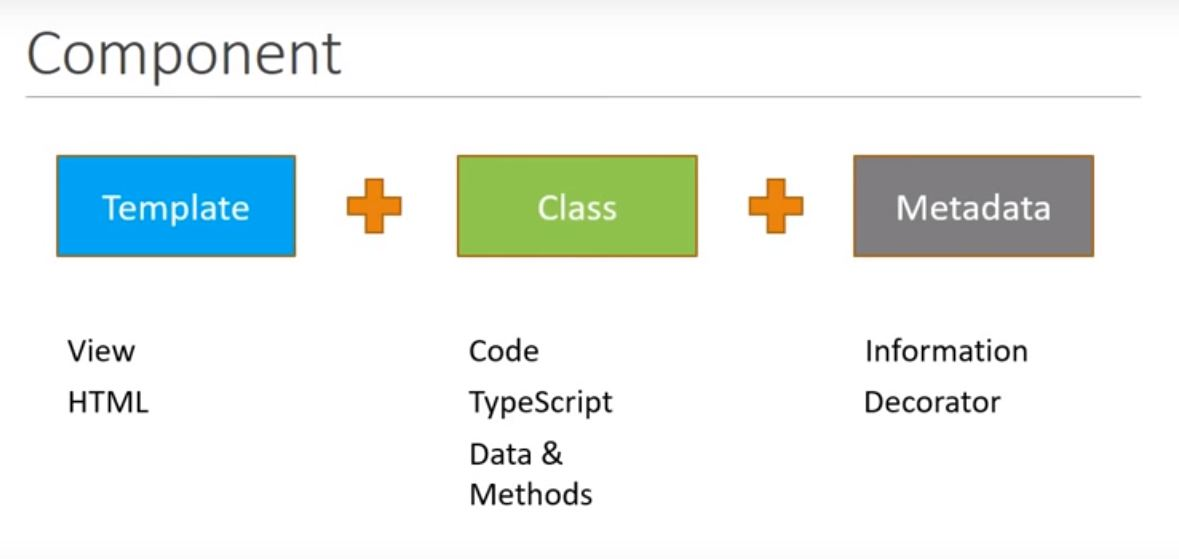 Component
Template
Class
Metadata
View
HTML
Code
TypeScript
Data &
Methods
Information
Decorator